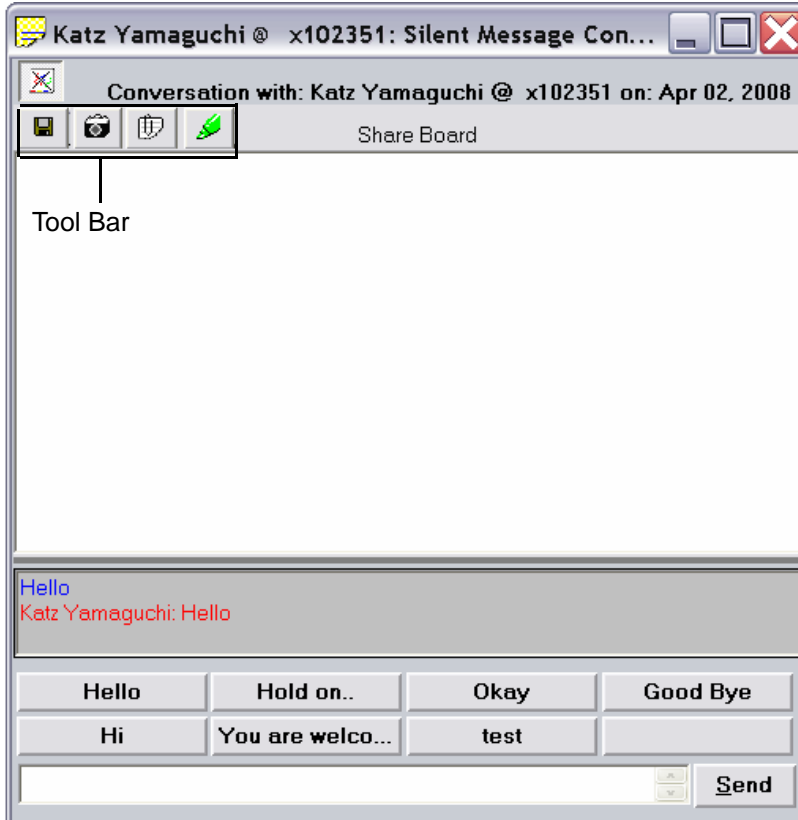 Katz Yamaguchi @ x102351: Silent Message Con...
Conversation with: Katz Yamaguchi @ x102351 on: Apr 02, 2008
Share Board
Tool Bar
Hello
Katz Yamaguchi: Hello
Hello Hold on.. Okay Good Bye
Hi You are welco... test
Send